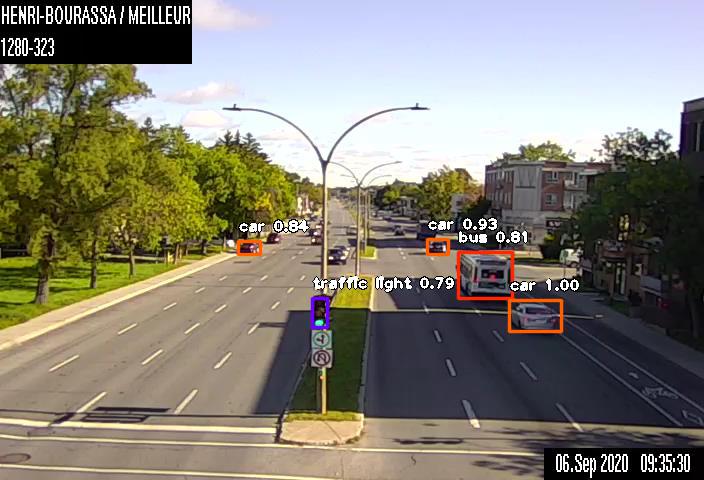 HENRI-BOURASSA / MEILLEUR
1280-323
car 0.84
car 0.93
bus 0.81
traffic light 0.79
car 1.00
06.Sep 2020 09:35:30